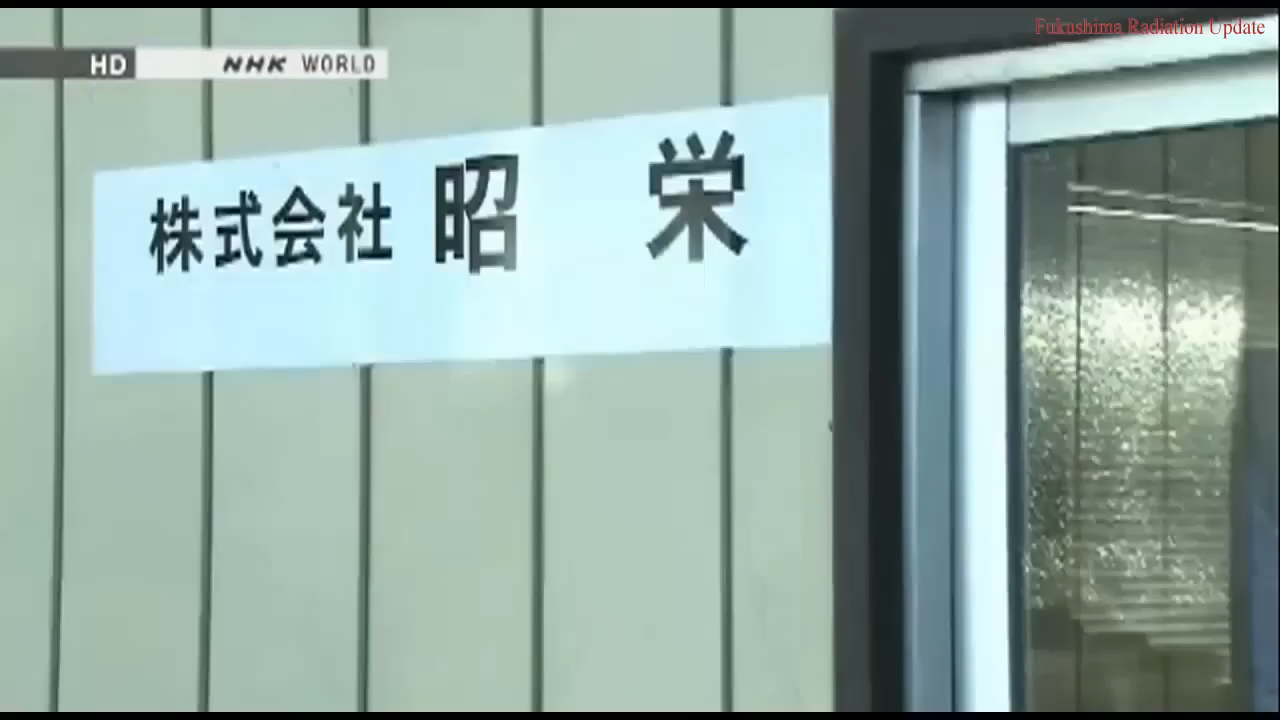 Fukushima Radiation Update
HD NHK WORLD
株式会社 昭 栄